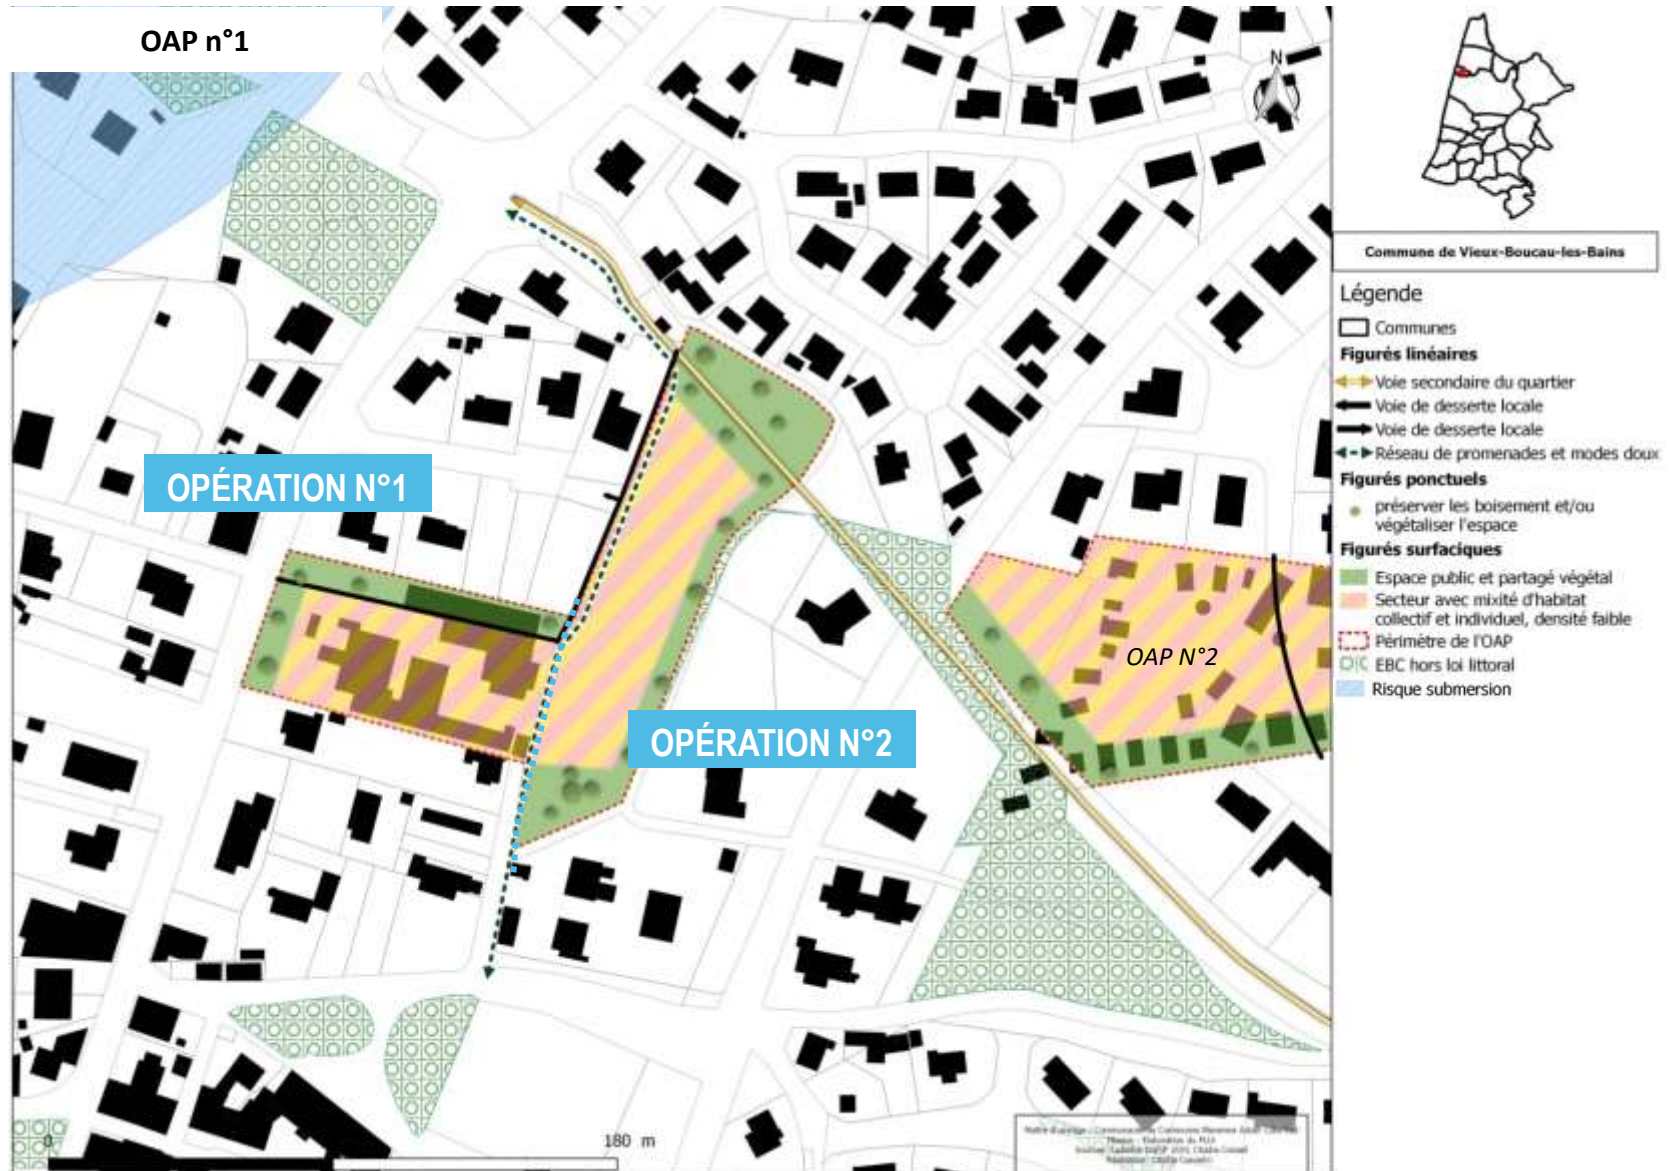 OAP n°1
N
Commune de Vieux-Boucau-les-Bains
Légende
Communes
Figurés linéaires
Voie secondaire du quartier
Voie de desserte locale
Voie de desserte locale
Réseau de promenades et modes doux
Figurés ponctuels
préserver les boisement et/ou
végétaliser l'espace
Figurés surfaciques
Espace public et partagé végétal
Secteur avec mixité d'habitat
collectif et individuel, densité faible
Périmètre de l'OAP
EBC hors loi littoral
Risque submersion
OPÉRATION N°1
OAP N°2
OPÉRATION N°2
0
180 m